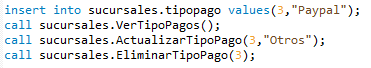 insert into sucursales.tipopago values(3,"Paypal");
call sucursales.VerTipoPagos();
call sucursales.ActualizarTipoPago(3,"Otros");
call sucursales.EliminarTipoPago(3);